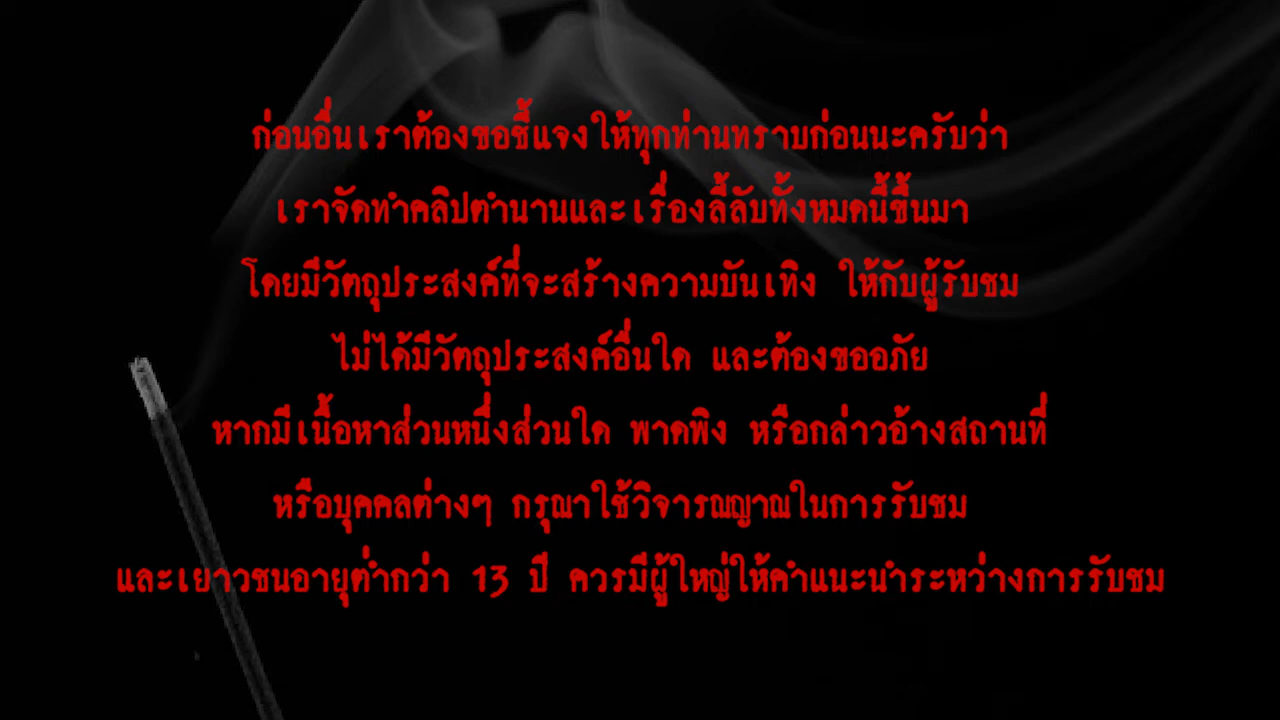 ก่อนอื่นเราต้องขอชี้แจงให้ทุกท่านทราบก่อนนะครับว่า
เราจัดทำคลิปตำนานและเรื่องลี้ลับทั้งหมดนี้ขึ้นมา
โดยมีวัตถุประสงค์ที่จะสร้างความบันเทิง ให้กับผู้รับชม
ไม่ได้มีวัตถุประสงค์อื่นใด และต้องขออภัย
หากมีเนื้อหาส่วนหนึ่งส่วนใด พาดพิง หรือกล่าวอ้างสถานที่
หรือบุคคลต่างๆ กรุณาใช้วิจารณญาณในการรับชม
และเยาวชนอายุต่ำกว่า 13 ปี ควรมีผู้ใหญ่ให้คำแนะนำระหว่างการรับชม